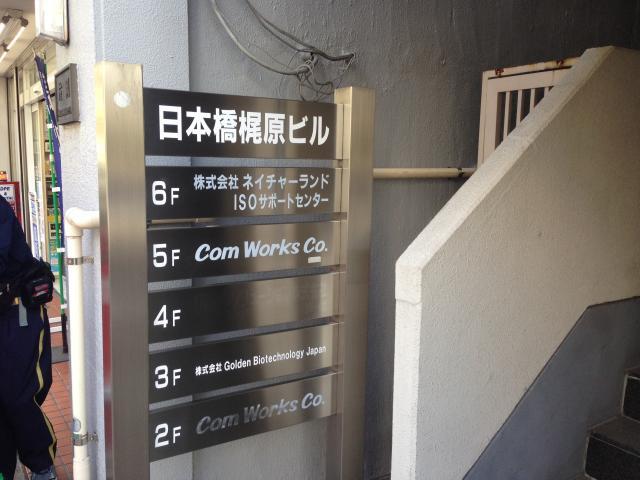 日本橋梶原ビル
6F 株式会社 ネイチャーランド
ISOサポートセンター
5F Com Works Co.
4F
3F 株式会社 Golden Biotechnology Japan
2F Com Works Co.